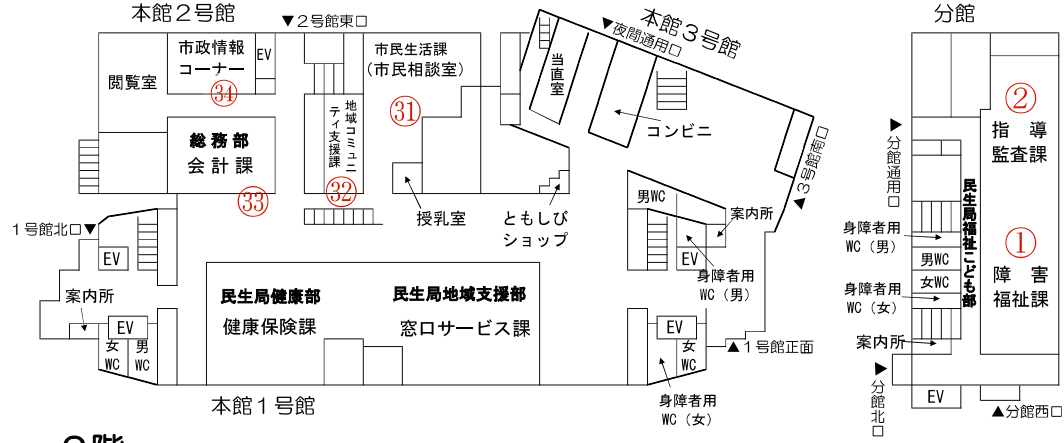 本館2号館
▼2号館東口
本館3号館
▼夜間通用口
分館
市政情報
コーナー
EV
34
閲覧室
市民生活課
(市民相談室)
31
当直室
コンビニ
▲3号館南口
総務部
会計課
33
地域コミュニ
ティ支援課
32
授乳室
ともしび
ショップ
1号館北口▼
EV
案内所
EV
女
WC
男
WC
民生局健康部
健康保険課
民生局地域支援部
窓口サービス課
男WC
案内所
EV
身障者用
WC(男)
EV
女
WC
▲1号館正面
身障者用
WC(女)
本館1号館
②
指導
監査課
▼分館通用口
民生局福祉こども部
①
障害
福祉課
身障者用
WC(男)
男WC
女WC
身障者用
WC(女)
案内所
▼分館北口
EV
▲分館西口